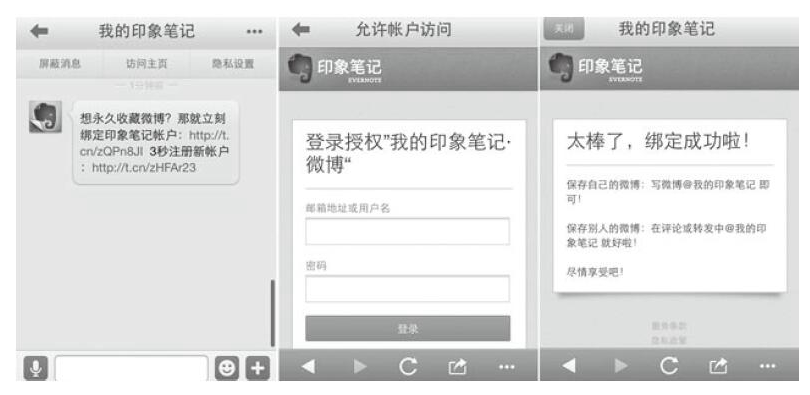 我的印象笔记
屏蔽消息 访问主页 隐私设置
1分钟前
想永久收藏微博？那就立刻
绑定印象笔记帐户：http://t.
cn/zQPn8JI 3秒注册新帐户
：http://t.cn/zHFAr23
允许帐户访问
印象笔记
EVERNOTE
登录授权”我的印象笔记·
微博“
邮箱地址或用户名
密码
登录
关闭
我的印象笔记
印象笔记
EVERNOTE
太棒了，绑定成功啦！
保存自己的微博：写微博@我的印象笔记 即
可！
保存别人的微博：在评论或转发中@我的印
象笔记 就好啦！
尽情享受吧！
服务条款
隐私政策